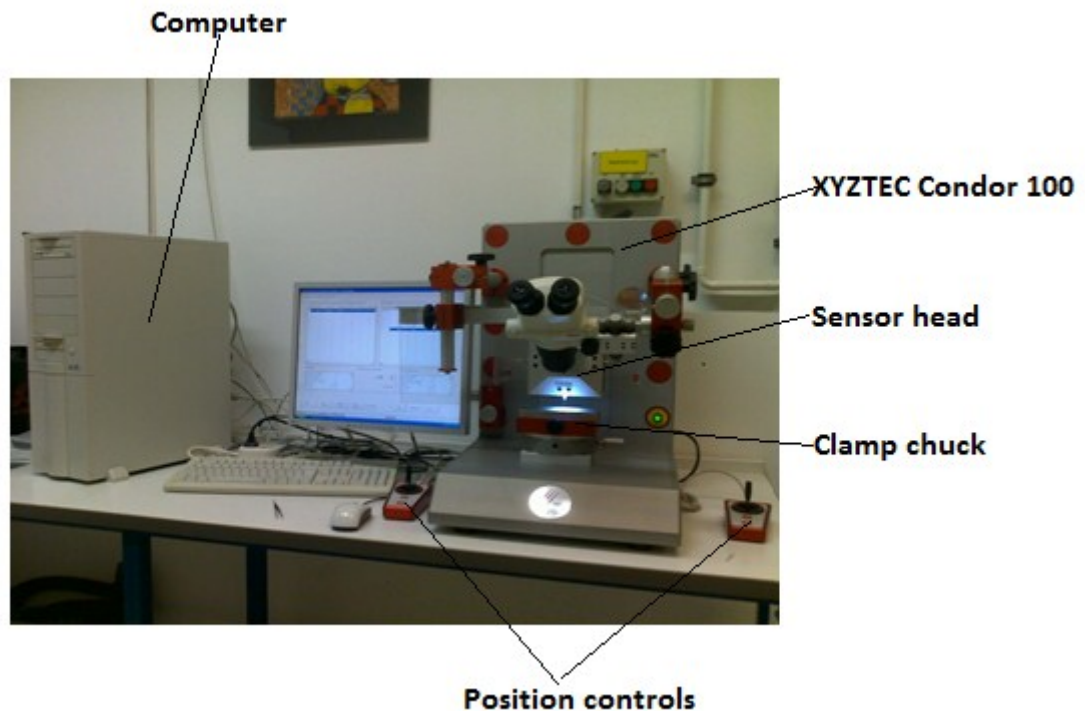 Computer
XYZTEC Condor 100
Sensor head
Clamp chuck
Position controls